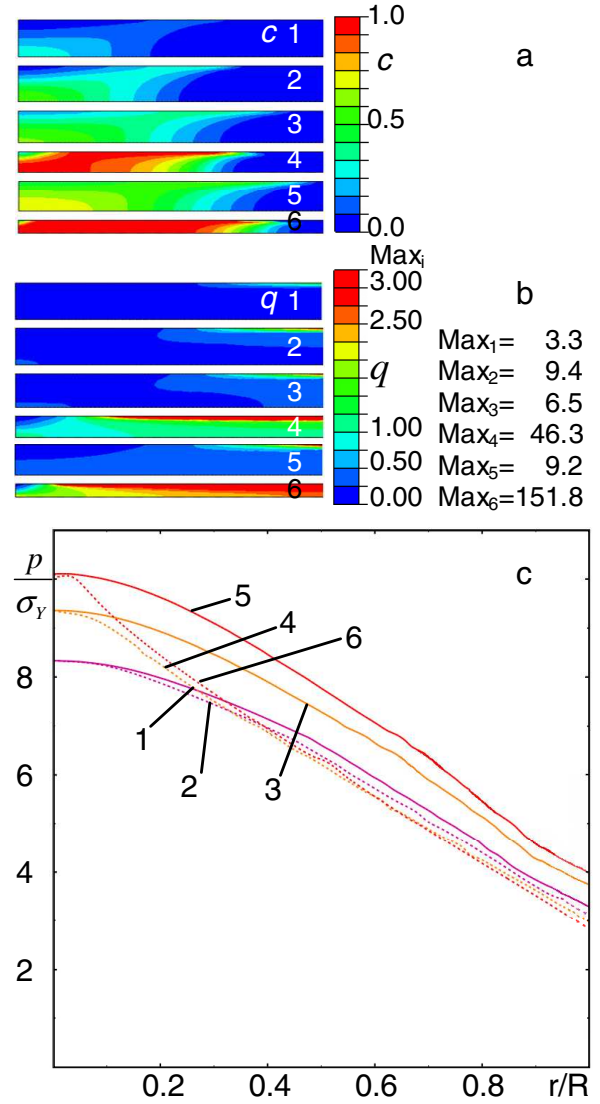 c 1
2
3
4
5
6
1.0
c
0.5
0.0
a
q 1
2
3
4
5
6
Maxᵢ
3.00
2.50
q
1.00
0.50
0.00
b
Max₁= 3.3
Max₂= 9.4
Max₃= 6.5
Max₄= 46.3
Max₅= 9.2
Max₆=151.8
c
p
σY
8
6
4
2
5
4
6
1
2
3
0.2
0.4
0.6
0.8
r/R